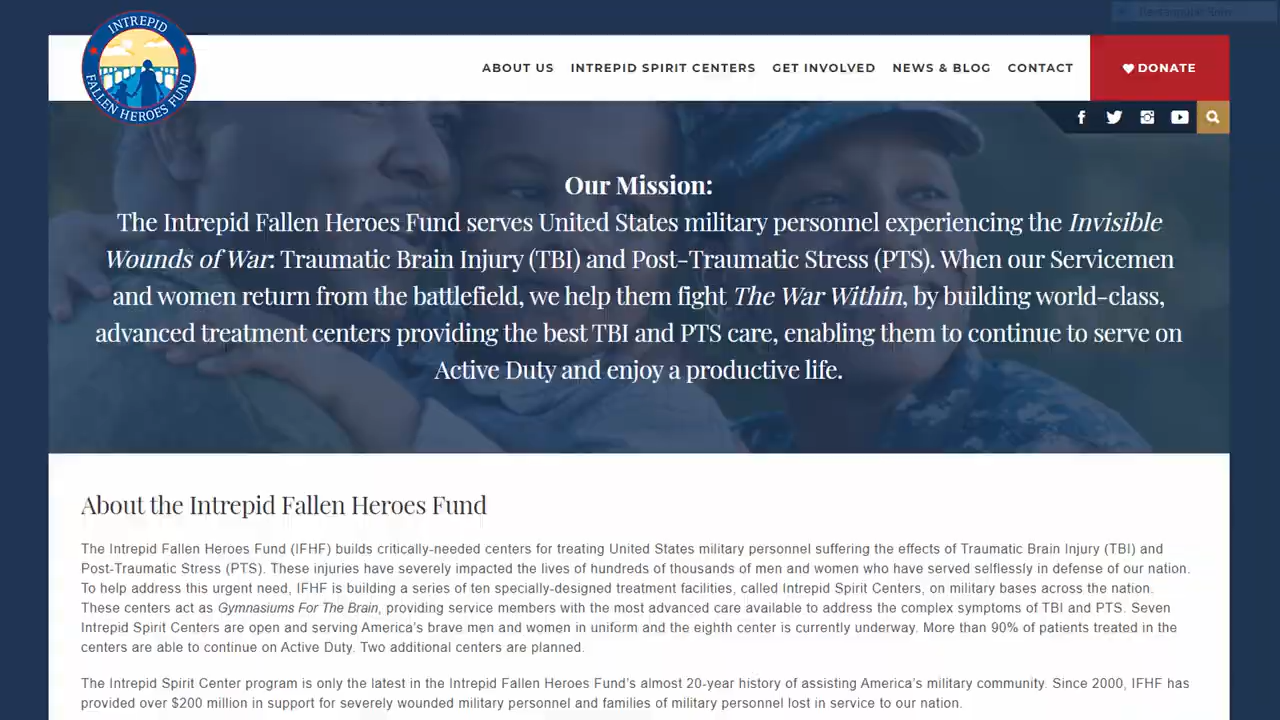 INTREPID
FALLEN HEROES FUND
ABOUT US INTREPID SPIRIT CENTERS GET INVOLVED NEWS & BLOG CONTACT DONATE
Our Mission:
The Intrepid Fallen Heroes Fund serves United States military personnel experiencing the Invisible
Wounds of War: Traumatic Brain Injury (TBI) and Post-Traumatic Stress (PTS). When our Servicemen
and women return from the battlefield, we help them fight The War Within, by building world-class,
advanced treatment centers providing the best TBI and PTS care, enabling them to continue to serve on
Active Duty and enjoy a productive life.
About the Intrepid Fallen Heroes Fund
The Intrepid Fallen Heroes Fund (IFHF) builds critically-needed centers for treating United States military personnel suffering the effects of Traumatic Brain Injury (TBI) and
Post-Traumatic Stress (PTS). These injuries have severely impacted the lives of hundreds of thousands of men and women who have served selflessly in defense of our nation.
To help address this urgent need, IFHF is building a series of ten specially-designed treatment facilities, called Intrepid Spirit Centers, on military bases across the nation.
These centers act as Gymnasiums For The Brain, providing service members with the most advanced care available to address the complex symptoms of TBI and PTS. Seven
Intrepid Spirit Centers are open and serving America's brave men and women in uniform and the eighth center is currently underway. More than 90% of patients treated in the
centers are able to continue on Active Duty. Two additional centers are planned.
The Intrepid Spirit Center program is only the latest in the Intrepid Fallen Heroes Fund's almost 20-year history of assisting America's military community. Since 2000, IFHF has
provided over $200 million in support for severely wounded military personnel and families of military personnel lost in service to our nation.